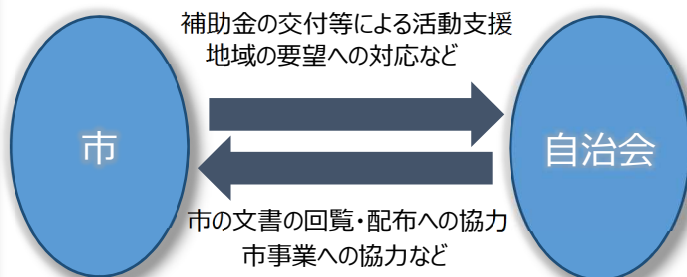 補助金の交付等による活動支援
地域の要望への対応など
市
自治会
市の文書の回覧・配布への協力
市事業への協力など